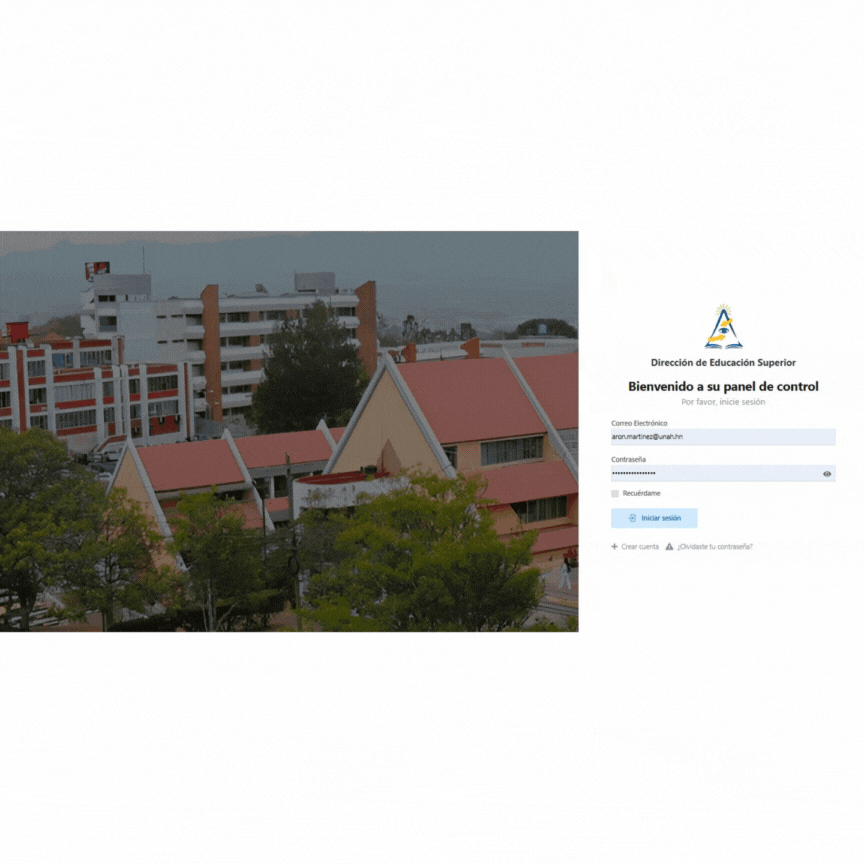 Dirección de Educación Superior
Bienvenido a su panel de control
Por favor, inicie sesión
Correo Electrónico
aron.martinez@unah.hn
Contraseña
••••••••••••••••
Recuérdame
Iniciar sesión
Crear cuenta ¿Olvidaste tu contraseña?